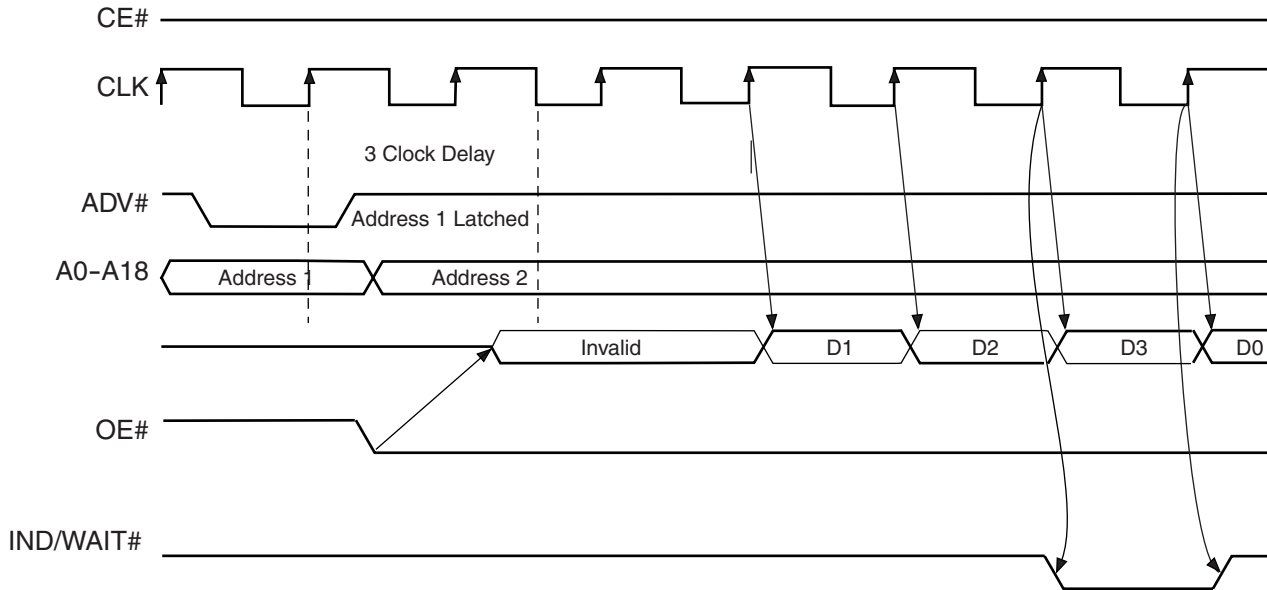 CE#
CLK
3 Clock Delay
ADV#
Address 1 Latched
A0-A18
Address 1
Address 2
Invalid
D1
D2
D3
D0
OE#
IND/WAIT#